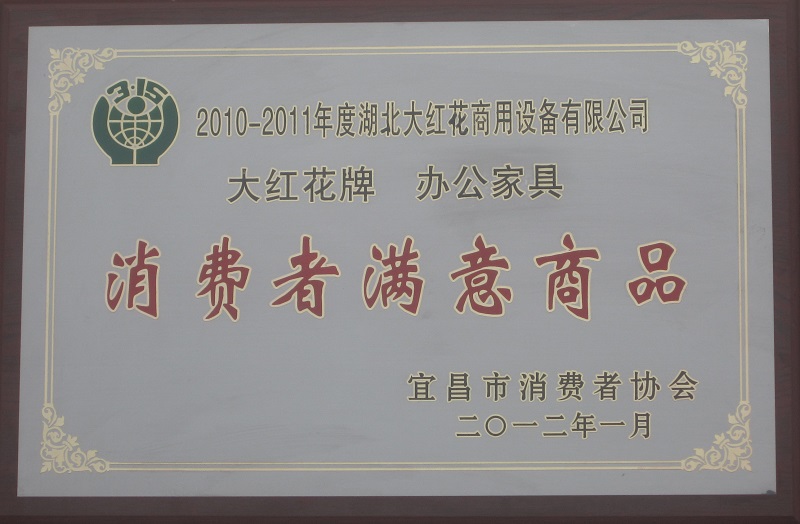 3·15
2010-2011年度湖北大红花商用设备有限公司
大红花牌 办公家具
消费者满意商品
宜昌市消费者协会
二〇一二年一月